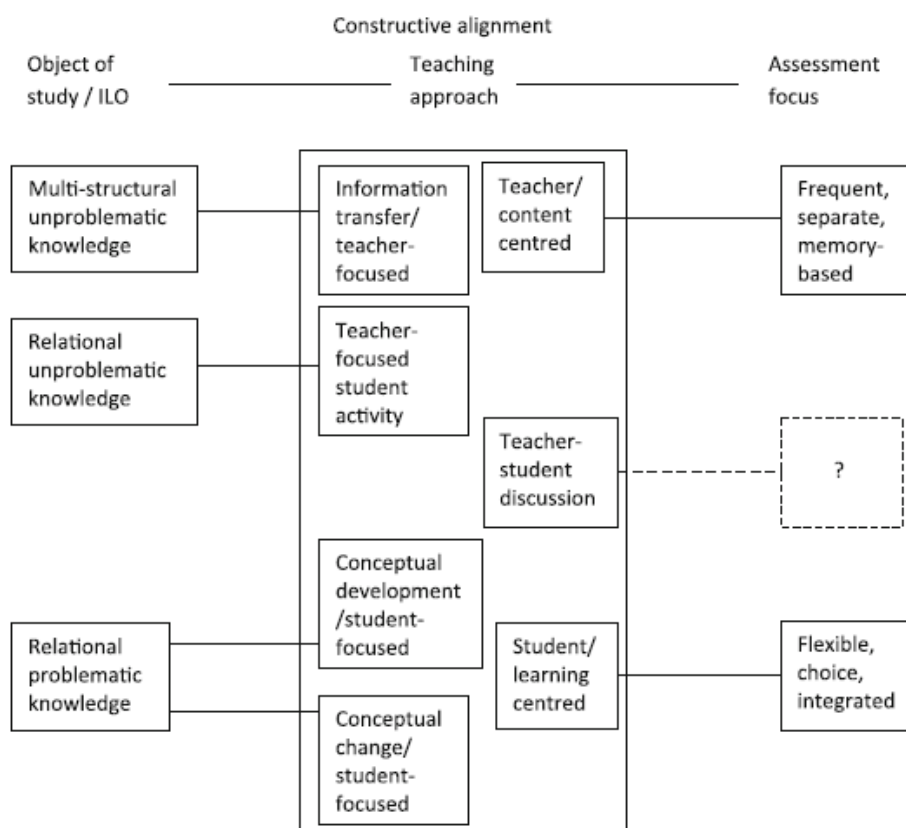 Constructive alignment
Object of
study / ILO
Teaching
approach
Assessment
focus
Multi-structural
unproblematic
knowledge
Information
transfer/
teacher-
focused
Teacher/
content
centred
Frequent,
separate,
memory-
based
Relational
unproblematic
knowledge
Teacher-
focused
student
activity
Teacher-
student
discussion
?
Conceptual
development
/student-
focused
Relational
problematic
knowledge
Student/
learning
centred
Flexible,
choice,
integrated
Conceptual
change/
student-
focused